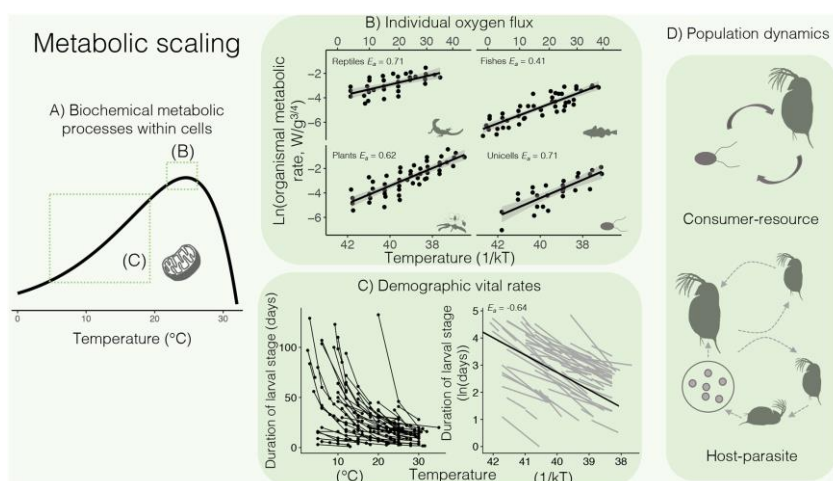 Metabolic scaling
A) Biochemical metabolic
processes within cells
(B)
(C)
0 10 20 30
Temperature (°C)
B) Individual oxygen flux
0 10 20 30 40
0 10 20 30 40
Reptiles Ea = 0.71
Fishes Ea = 0.41
-2
-4
-6
Plants Ea = 0.62
Unicells Ea = 0.71
-2
-4
-6
Ln(organismal metabolic
rate, W/g3/4)
42 40 38
42 40 38
Temperature (1/kT)
C) Demographic vital rates
Duration of larval stage (days)
100
50
0
10 20 30
(°C)
Ea = -0.64
Duration of larval stage
(ln(days))
5
4
3
2
1
0
42 41 40 39 38
Temperature
(1/kT)
D) Population dynamics
Consumer-resource
Host-parasite